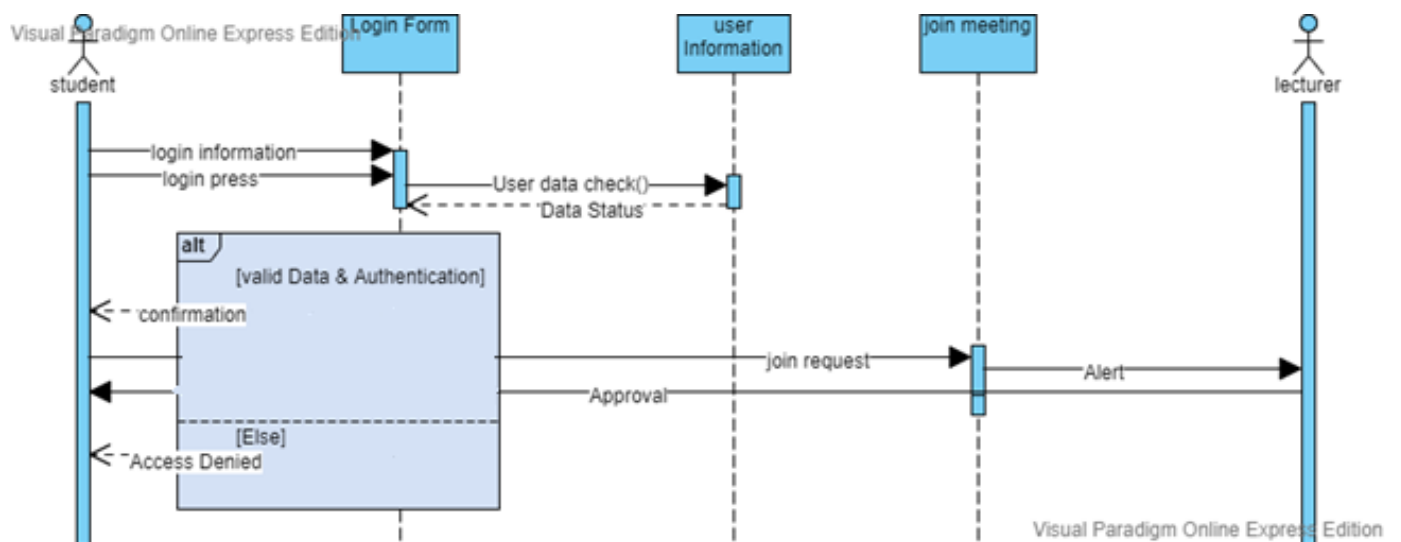 Visual Paradigm Online Express Edition
student
Login Form
user
Information
join meeting
lecturer
login information
login press
User data check()
Data Status
alt
[valid Data & Authentication]
confirmation
join request
Alert
Approval
[Else]
Access Denied
Visual Paradigm Online Express Edition